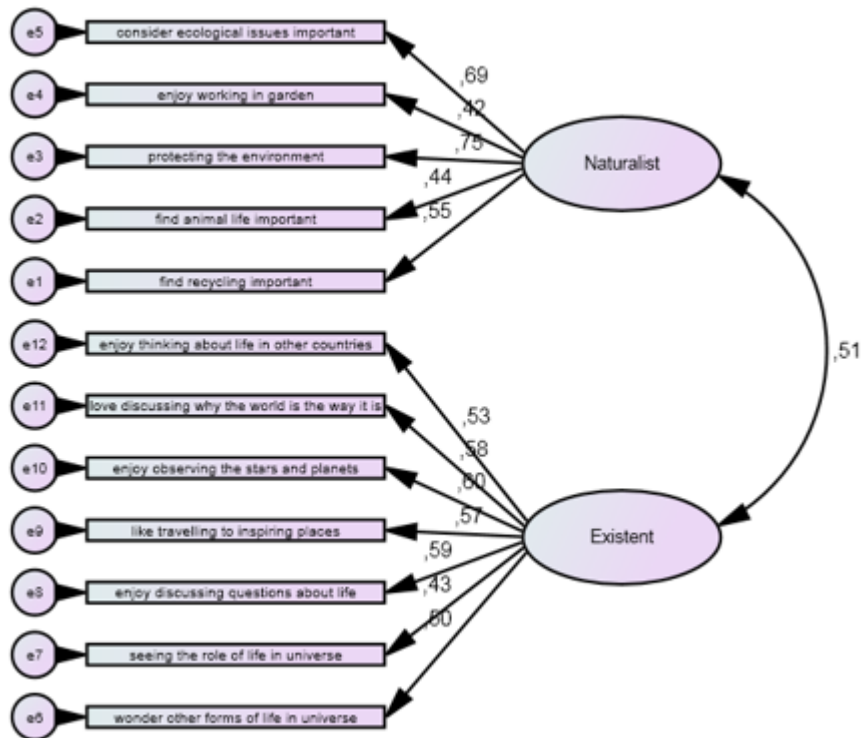 e5 consider ecological issues important
,69
e4 enjoy working in garden
,42
e3 protecting the environment
,75
Naturalist
,44
e2 find animal life important
,55
e1 find recycling important
e12 enjoy thinking about life in other countries
,51
e11 love discussing why the world is the way it is
,53
,58
e10 enjoy observing the stars and planets
,60
,57
e9 like travelling to inspiring places
Existent
,59
e8 enjoy discussing questions about life
,43
,50
e7 seeing the role of life in universe
e6 wonder other forms of life in universe